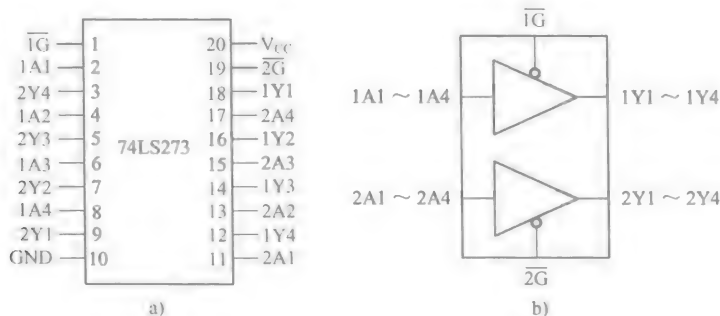 1G 1 20 VCC
1A1 2 19 2G
2Y4 3 18 1Y1
1A2 4 17 2A4
2Y3 5 16 1Y2
1A3 6 74LS273 15 2A3
2Y2 7 14 1Y3
1A4 8 13 2A2
2Y1 9 12 1Y4
GND 10 11 2A1
a)
1G
1A1 ~ 1A4 1Y1 ~ 1Y4
2A1 ~ 2A4 2Y1 ~ 2Y4
2G
b)